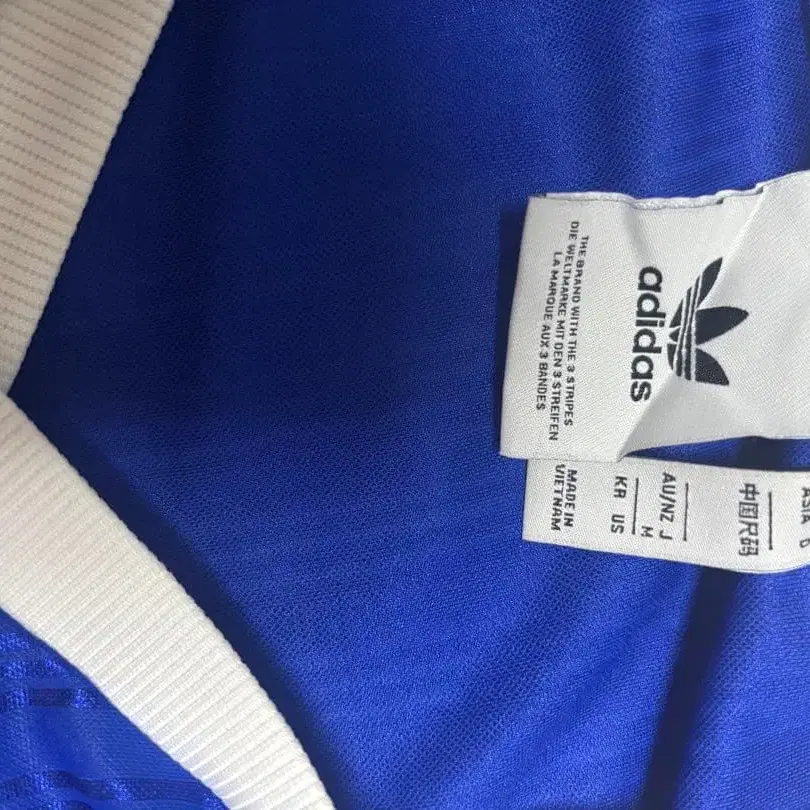 adidas
THE BRAND WITH THE 3 STRIPES
DIE WELTMARKE MIT DEN 3 STREIFEN
LA MARQUE AUX 3 BANDES
中国尺码
AU/NZ J M
KR US
MADE IN
VIETNAM